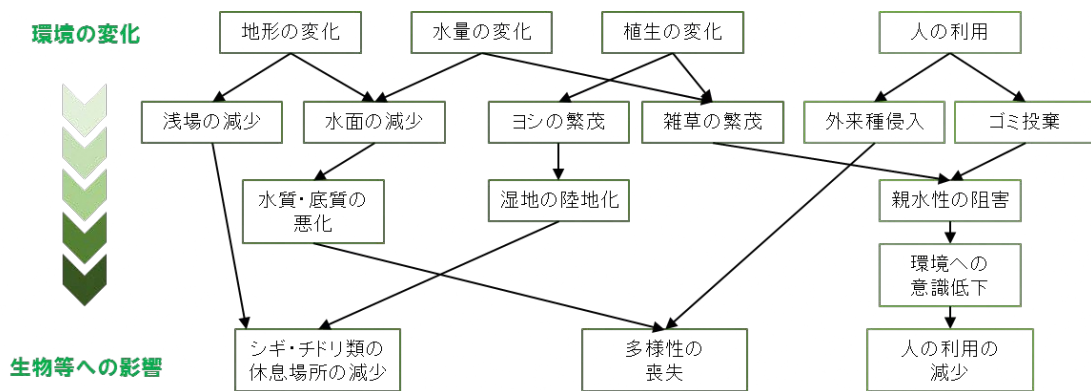 環境の変化
地形の変化
水量の変化
植生の変化
人の利用
浅場の減少
水面の減少
ヨシの繁茂
雑草の繁茂
外来種侵入
ゴミ投棄
水質・底質の
悪化
湿地の陸地化
親水性の阻害
環境への
意識低下
生物等への影響
シギ・チドリ類の
休息場所の減少
多様性の
喪失
人の利用の
減少